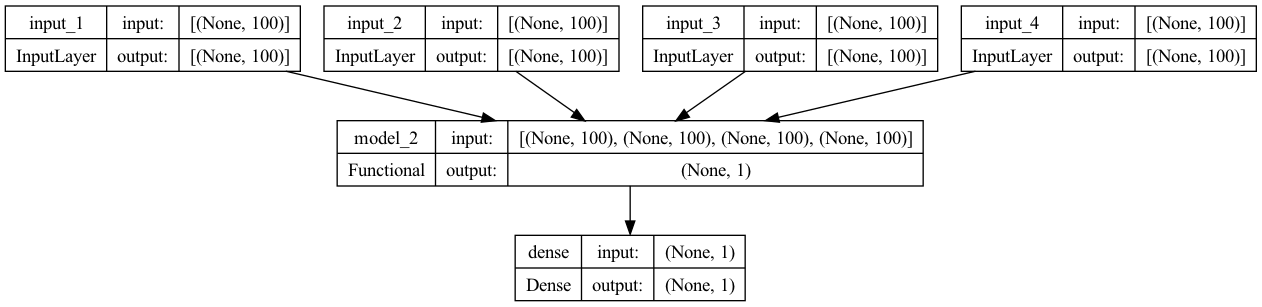 input_1 input: [(None, 100)]
InputLayer output: [(None, 100)]
input_2 input: [(None, 100)]
InputLayer output: [(None, 100)]
input_3 input: [(None, 100)]
InputLayer output: [(None, 100)]
input_4 input: [(None, 100)]
InputLayer output: [(None, 100)]
model_2 input: [(None, 100), (None, 100), (None, 100), (None, 100)]
Functional output: (None, 1)
dense input: (None, 1)
Dense output: (None, 1)